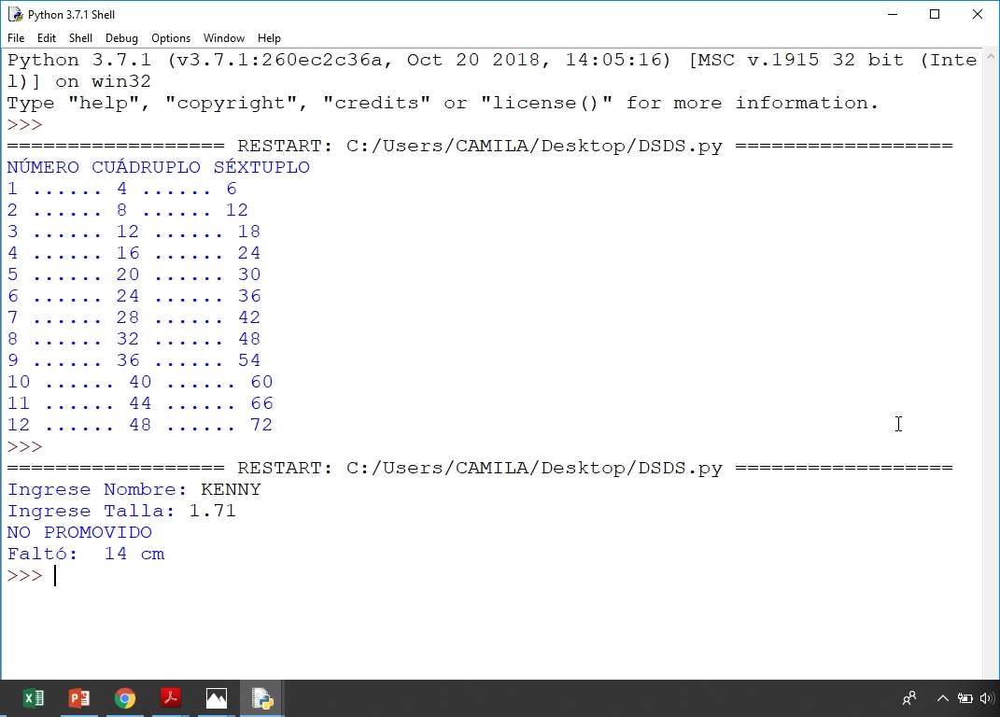 Python 3.7.1 Shell
File Edit Shell Debug Options Window Help
Python 3.7.1 (v3.7.1:260ec2c36a, Oct 20 2018, 14:05:16) [MSC v.1915 32 bit (Inte
l)] on win32
Type "help", "copyright", "credits" or "license()" for more information.
>>>
================== RESTART: C:/Users/CAMILA/Desktop/DSDS.py ==================
NÚMERO CUÁDRUPLO SÉXTUPLO
1 ...... 4 ...... 6
2 ...... 8 ...... 12
3 ...... 12 ...... 18
4 ...... 16 ...... 24
5 ...... 20 ...... 30
6 ...... 24 ...... 36
7 ...... 28 ...... 42
8 ...... 32 ...... 48
9 ...... 36 ...... 54
10 ...... 40 ...... 60
11 ...... 44 ...... 66
12 ...... 48 ...... 72
>>>
================== RESTART: C:/Users/CAMILA/Desktop/DSDS.py ==================
Ingrese Nombre: KENNY
Ingrese Talla: 1.71
NO PROMOVIDO
Faltó:  14 cm
>>>